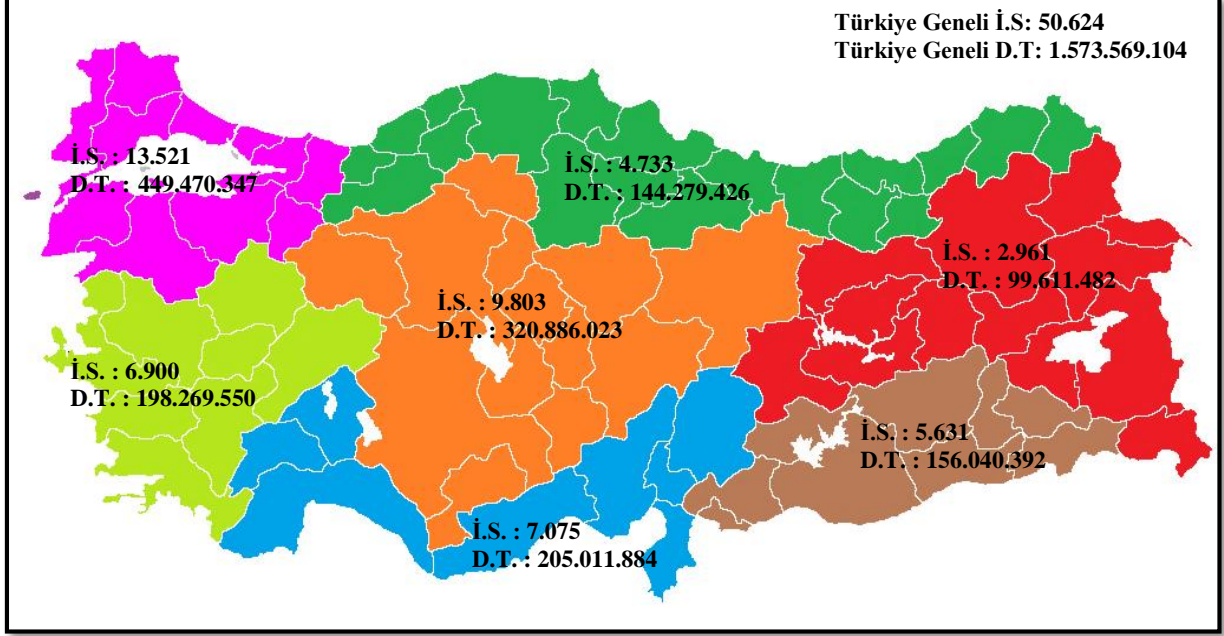 Türkiye Geneli İ.S: 50.624
Türkiye Geneli D.T: 1.573.569.104
İ.S. : 13.521
D.T. : 449.470.347
İ.S. : 4.733
D.T. : 144.279.426
İ.S. : 2.961
D.T. : 99.611.482
İ.S. : 9.803
D.T. : 320.886.023
İ.S. : 6.900
D.T. : 198.269.550
İ.S. : 5.631
D.T. : 156.040.392
İ.S. : 7.075
D.T. : 205.011.884